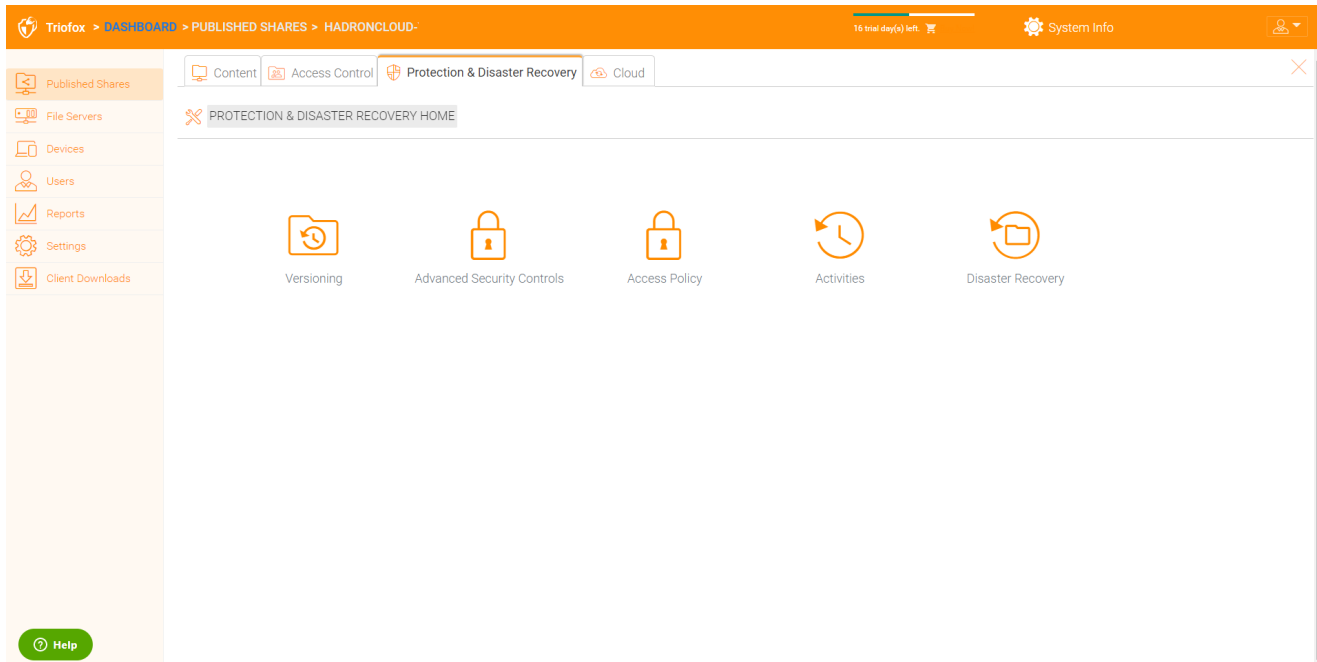 Triofox > DASHBOARD > PUBLISHED SHARES > HADRONCLOUD-
16 trial day(s) left.
System Info
Published Shares
File Servers
Devices
Users
Reports
Settings
Client Downloads
Content
Access Control
Protection & Disaster Recovery
Cloud
PROTECTION & DISASTER RECOVERY HOME
Versioning
Advanced Security Controls
Access Policy
Activities
Disaster Recovery
Help